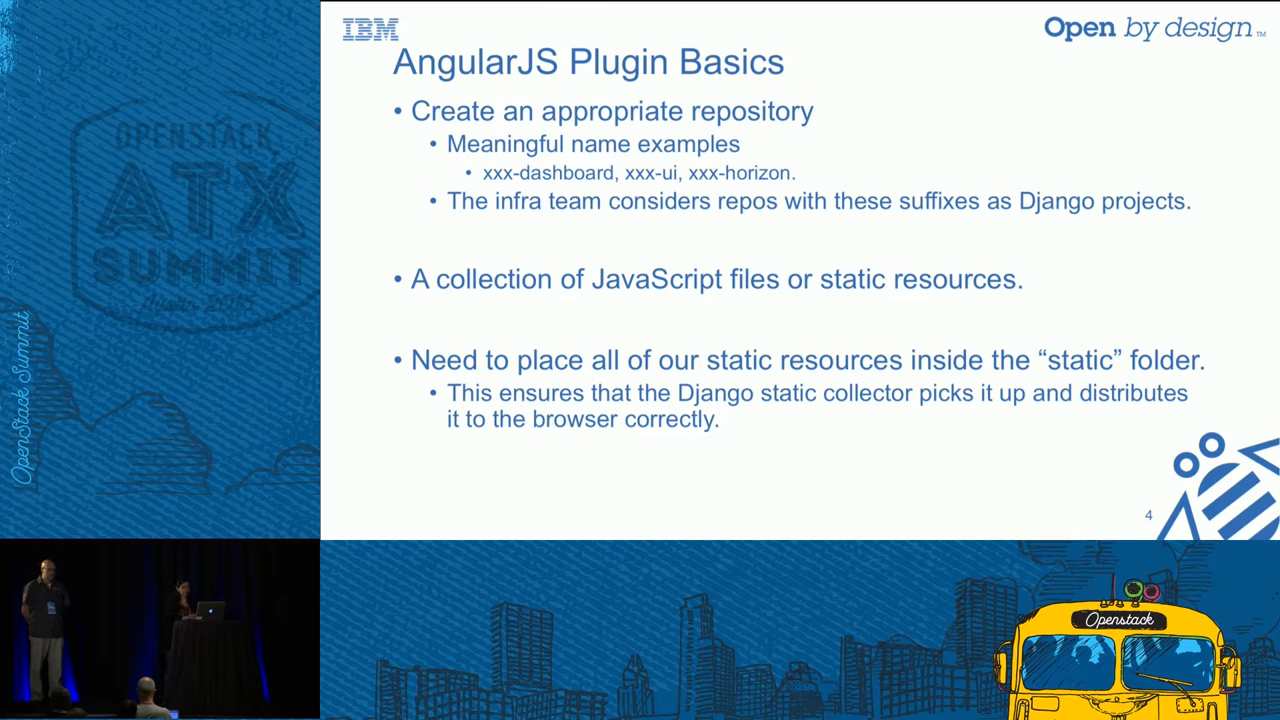 IBM
Open by design™
AngularJS Plugin Basics
• Create an appropriate repository
• Meaningful name examples
• xxx-dashboard, xxx-ui, xxx-horizon.
• The infra team considers repos with these suffixes as Django projects.
• A collection of JavaScript files or static resources.
• Need to place all of our static resources inside the “static” folder.
• This ensures that the Django static collector picks it up and distributes
it to the browser correctly.
4
OPENSTACK
ATX
SUMMIT
Austin 2016
OpenStack Summit
Openstack